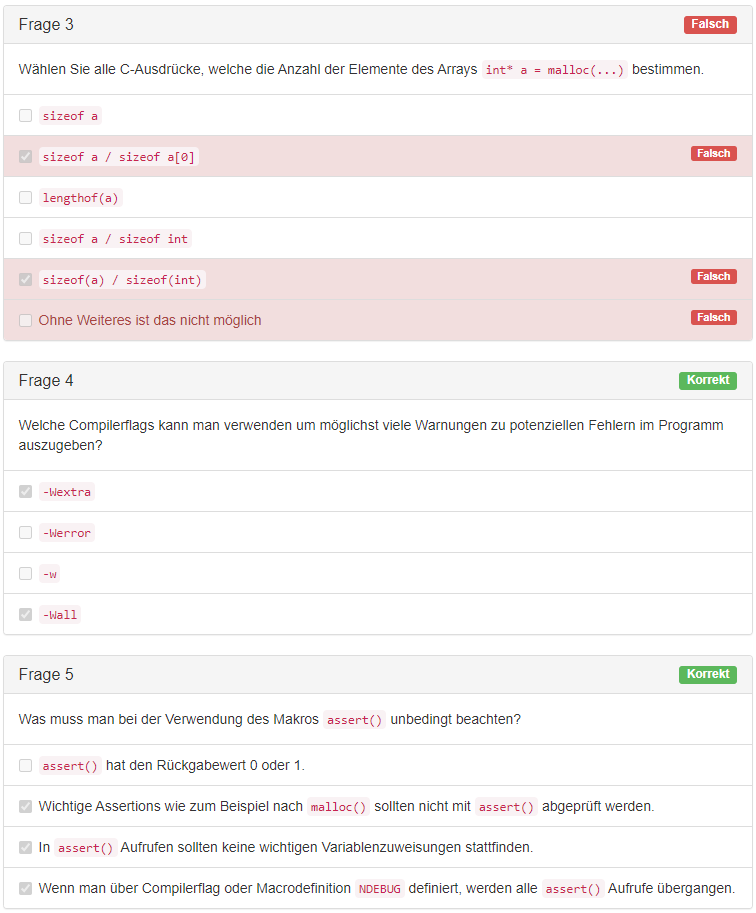 Frage 3 Falsch
Wählen Sie alle C-Ausdrücke, welche die Anzahl der Elemente des Arrays int* a = malloc(...) bestimmen.
sizeof a
sizeof a / sizeof a[0] Falsch
lengthof(a)
sizeof a / sizeof int
sizeof(a) / sizeof(int) Falsch
Ohne Weiteres ist das nicht möglich Falsch
Frage 4 Korrekt
Welche Compilerflags kann man verwenden um möglichst viele Warnungen zu potenziellen Fehlern im Programm
auszugeben?
-Wextra
-Werror
-w
-Wall
Frage 5 Korrekt
Was muss man bei der Verwendung des Makros assert() unbedingt beachten?
assert() hat den Rückgabewert 0 oder 1.
Wichtige Assertions wie zum Beispiel nach malloc() sollten nicht mit assert() abgeprüft werden.
In assert() Aufrufen sollten keine wichtigen Variablenzuweisungen stattfinden.
Wenn man über Compilerflag oder Macrodefinition NDEBUG definiert, werden alle assert() Aufrufe übergangen.